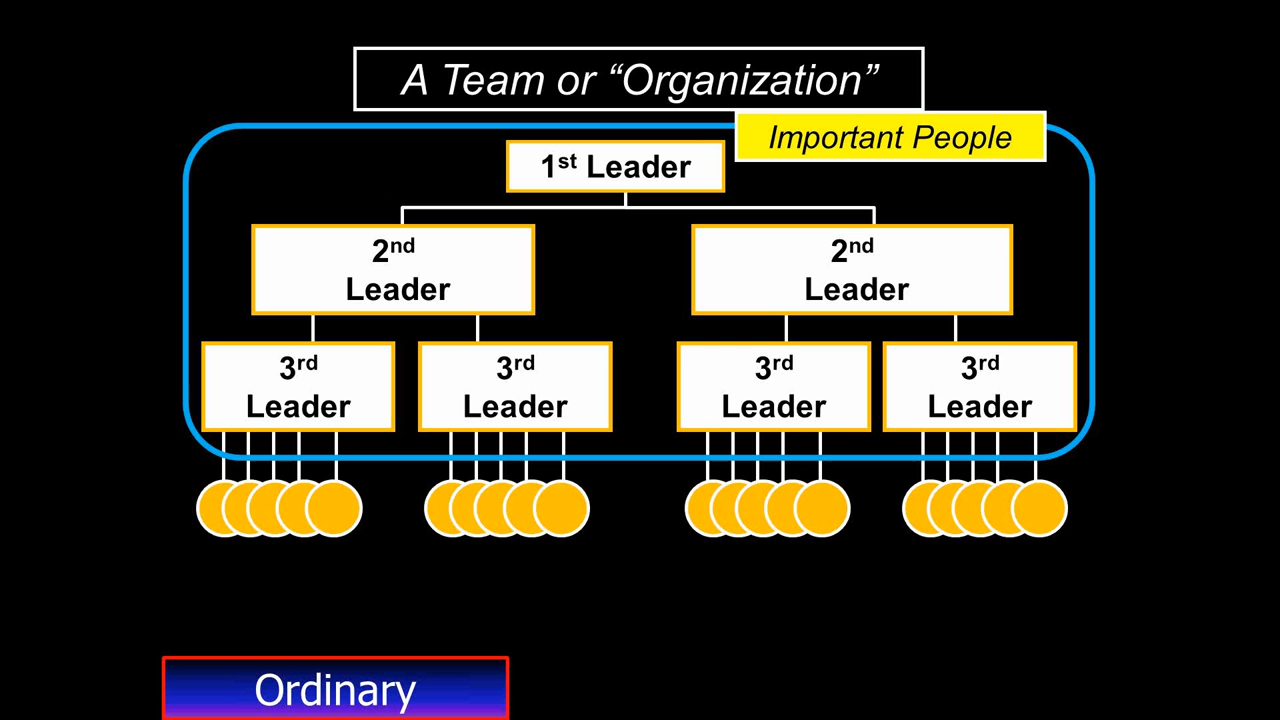 A Team or “Organization”
Important People
1st Leader
2nd
Leader
2nd
Leader
3rd
Leader
3rd
Leader
3rd
Leader
3rd
Leader
Ordinary